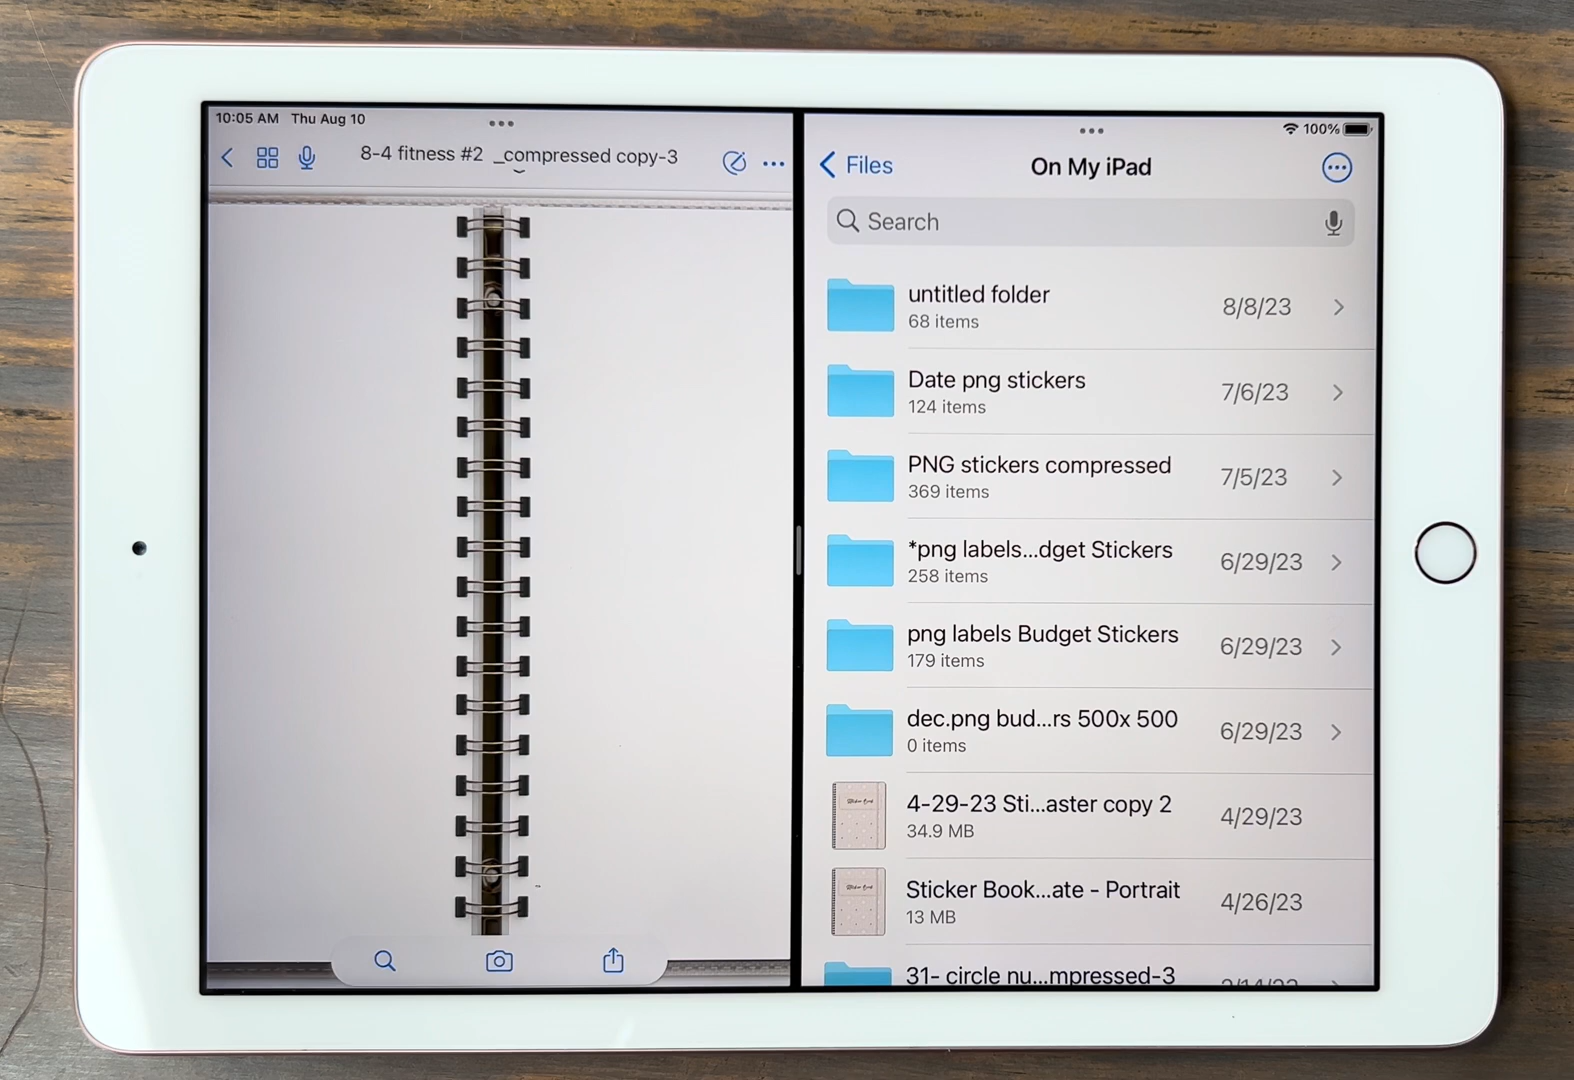 10:05 AM Thu Aug 10
8-4 fitness #2 _compressed copy-3
100%
Files
On My iPad
Search
untitled folder
8/8/23
68 items
Date png stickers
7/6/23
124 items
PNG stickers compressed
7/5/23
369 items
*png labels...dget Stickers
6/29/23
258 items
png labels Budget Stickers
6/29/23
179 items
dec.png bud...rs 500x 500
6/29/23
0 items
4-29-23 Sti...aster copy 2
4/29/23
34.9 MB
Sticker Book...ate - Portrait
4/26/23
13 MB
31- circle nu...mpressed-3